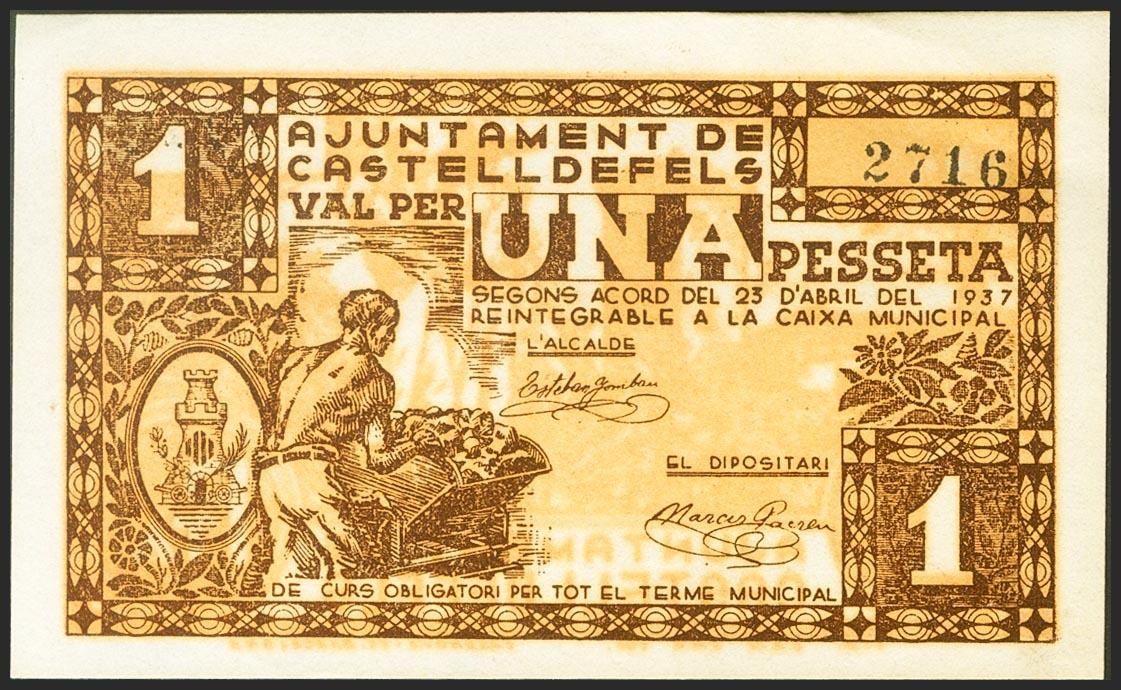 1
AJUNTAMENT DE
CASTELLDEFELS
2716
VAL PER UNA PESSETA
SEGONS ACORD DEL 23 D'ABRIL DEL 1937
REINTEGRABLE A LA CAIXA MUNICIPAL
L'ALCALDE
Esteban
EL DIPOSITARI
1
DE CURS OBLIGATORI PER TOT EL TERME MUNICIPAL